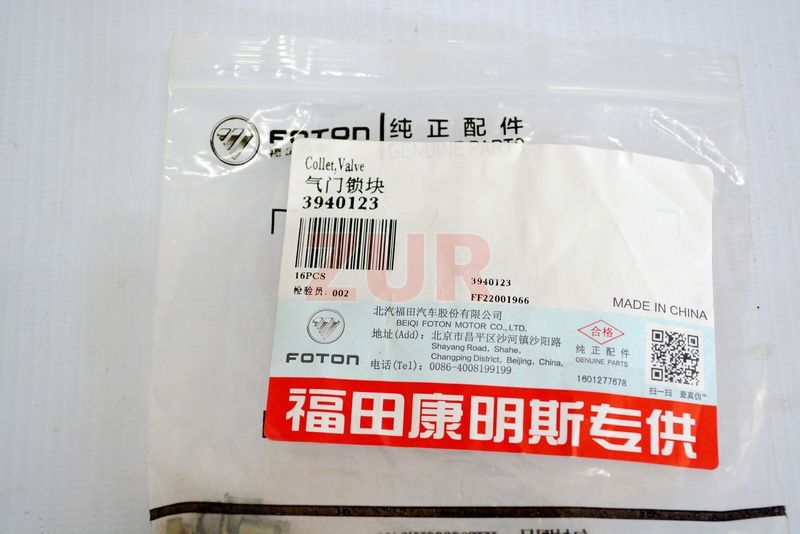 FOTON 纯正配件
GENUINE PARTS
Collet,Valve
气门锁块
3940123
ZUR
16PCS
3940123
检验员: 002
FF22001966
MADE IN CHINA
北汽福田汽车股份有限公司
BEIQI FOTON MOTOR CO.,LTD.
地址(Add): 北京市昌平区沙河镇沙阳路
Shayang Road, Shahe,
Changping District, Beijing, China,
电话(Tel): 0086-4008199199
FOTON
合格
纯正配件
GENUINE PARTS
1601277678
扫一扫 查真伪
福田康明斯专供